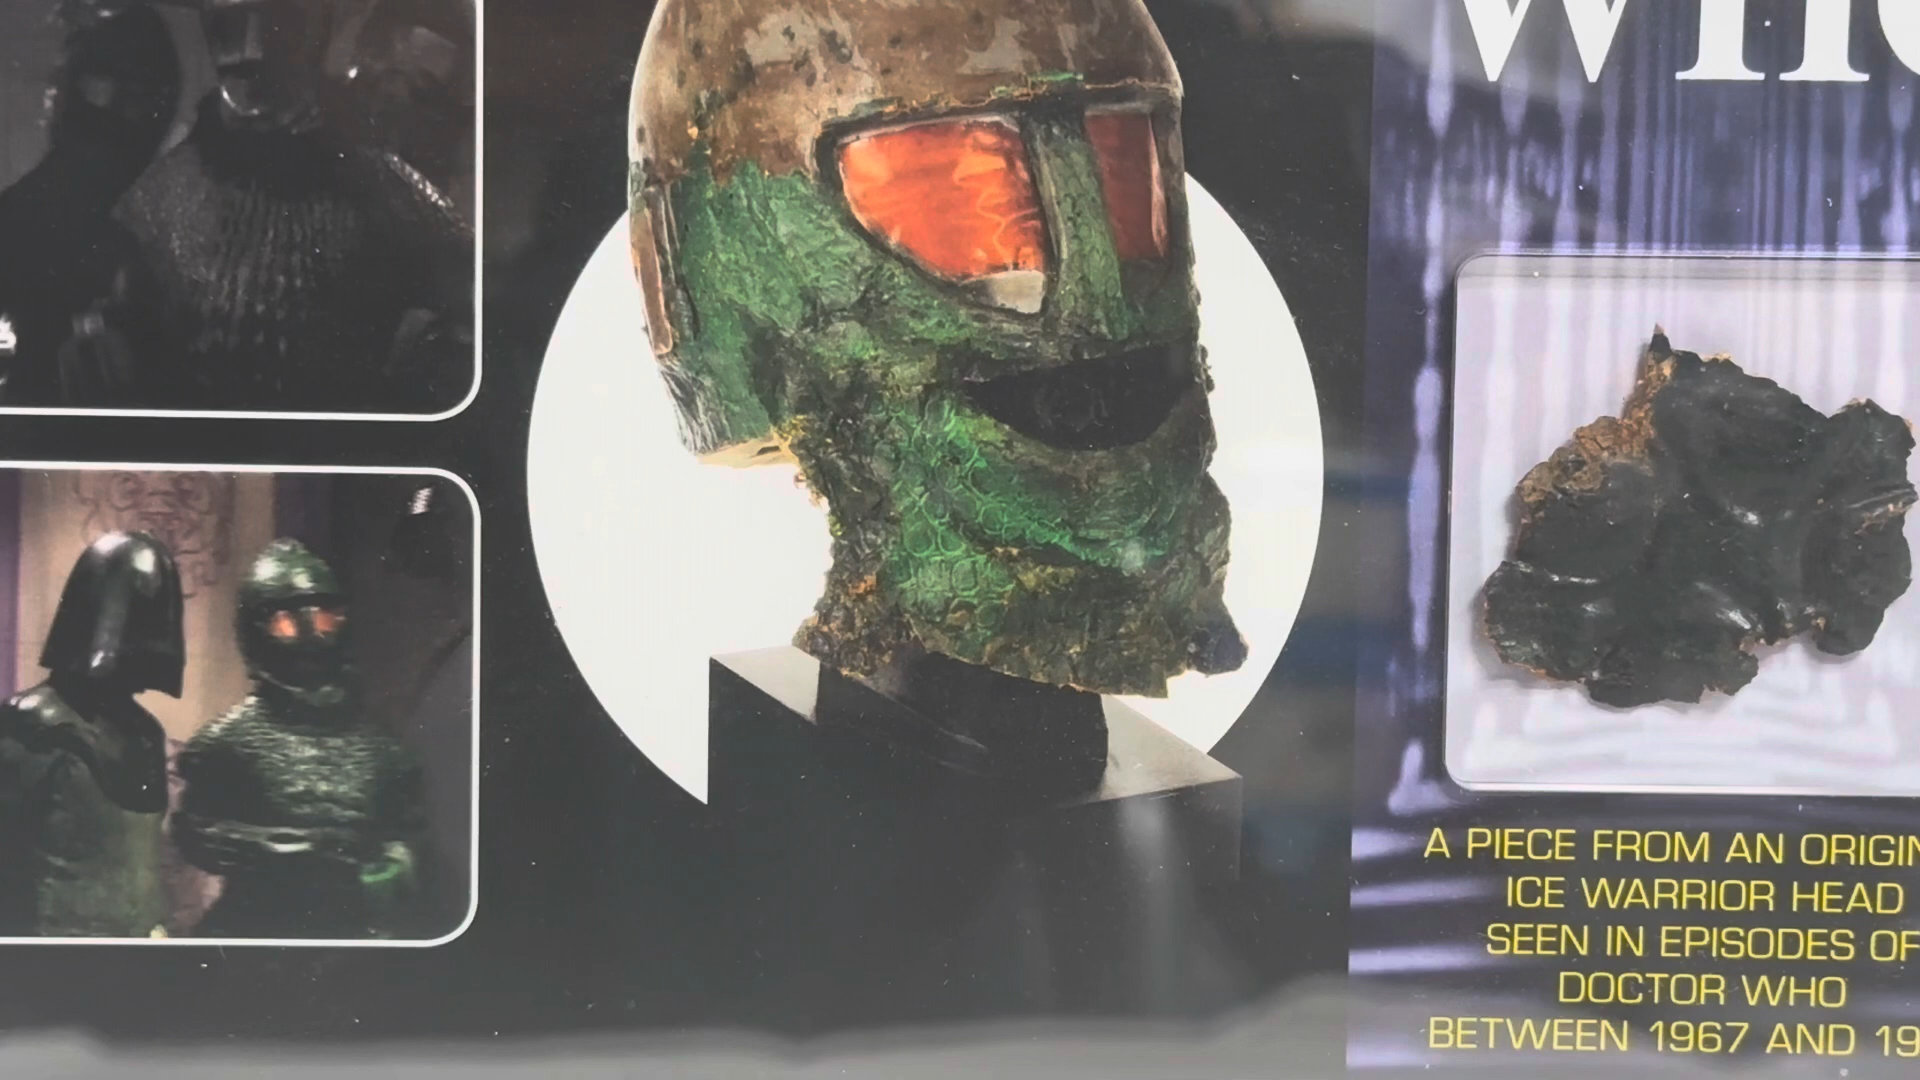 A PIECE FROM AN ORIGIN
ICE WARRIOR HEAD
SEEN IN EPISODES OF
DOCTOR WHO
BETWEEN 1967 AND 19